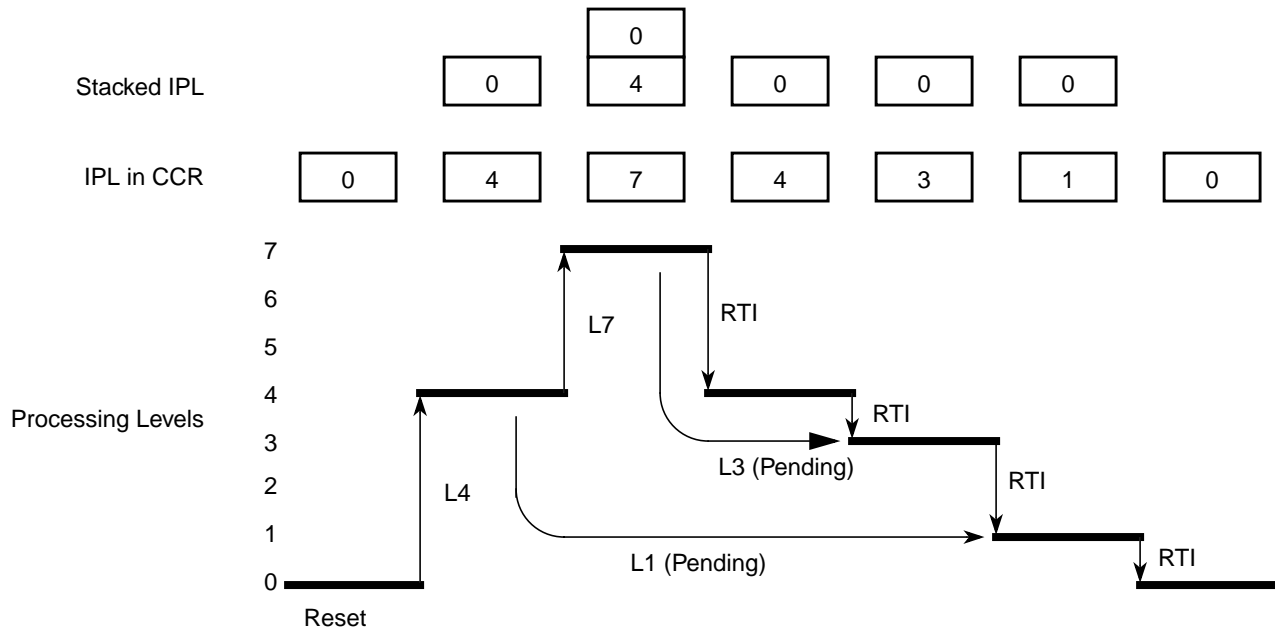 0
Stacked IPL 0 4 0 0 0
IPL in CCR 0 4 7 4 3 1 0
7
6
L7 RTI
5
4
Processing Levels RTI
3
L3 (Pending)
2
L4 RTI
1
L1 (Pending) RTI
0
Reset